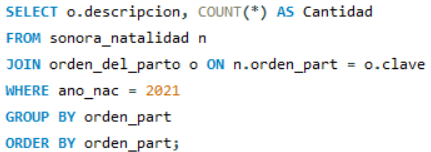 SELECT o.descripcion, COUNT(*) AS Cantidad
FROM sonora_natalidad n
JOIN orden_del_parto o ON n.orden_part = o.clave
WHERE ano_nac = 2021
GROUP BY orden_part
ORDER BY orden_part;